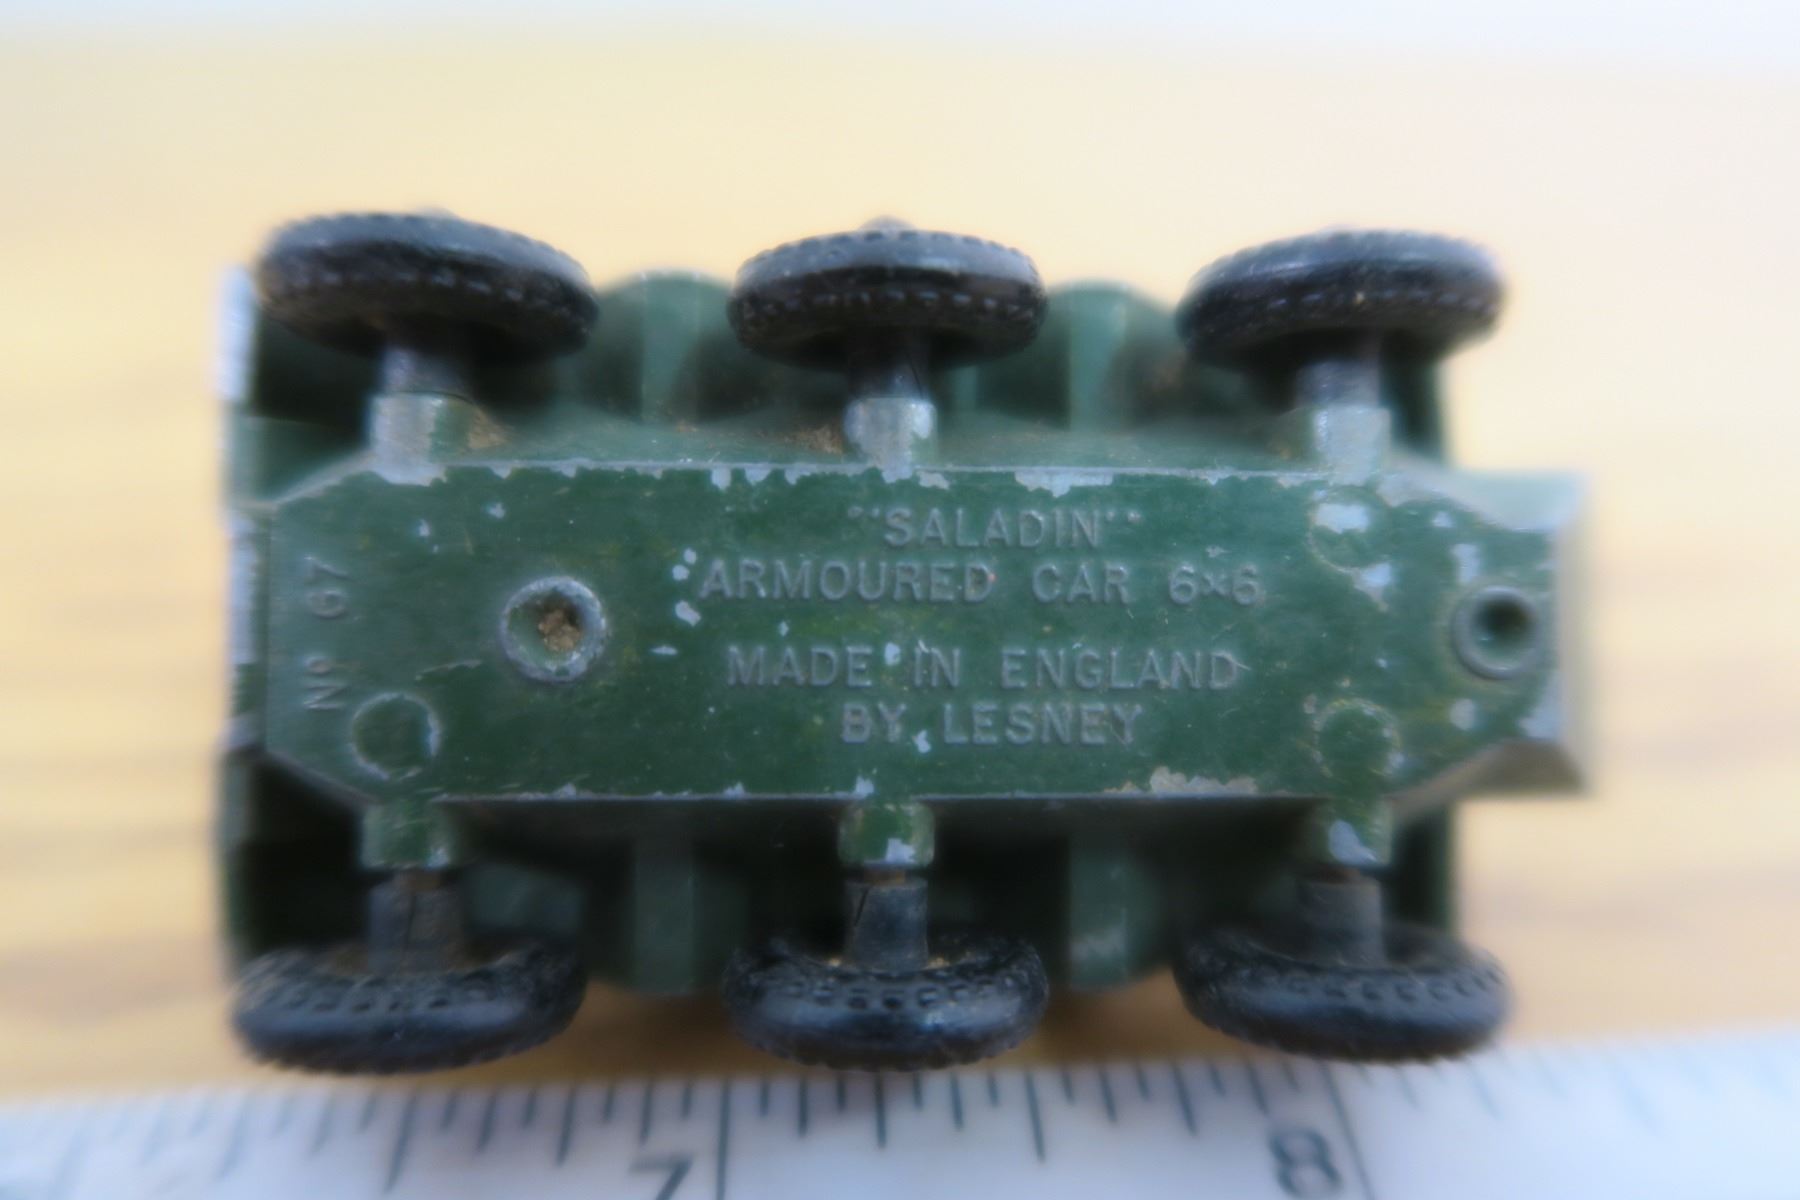 "SALADIN"
ARMOURED CAR 6×6
MADE IN ENGLAND
BY LESNEY
Nº 67
7
8